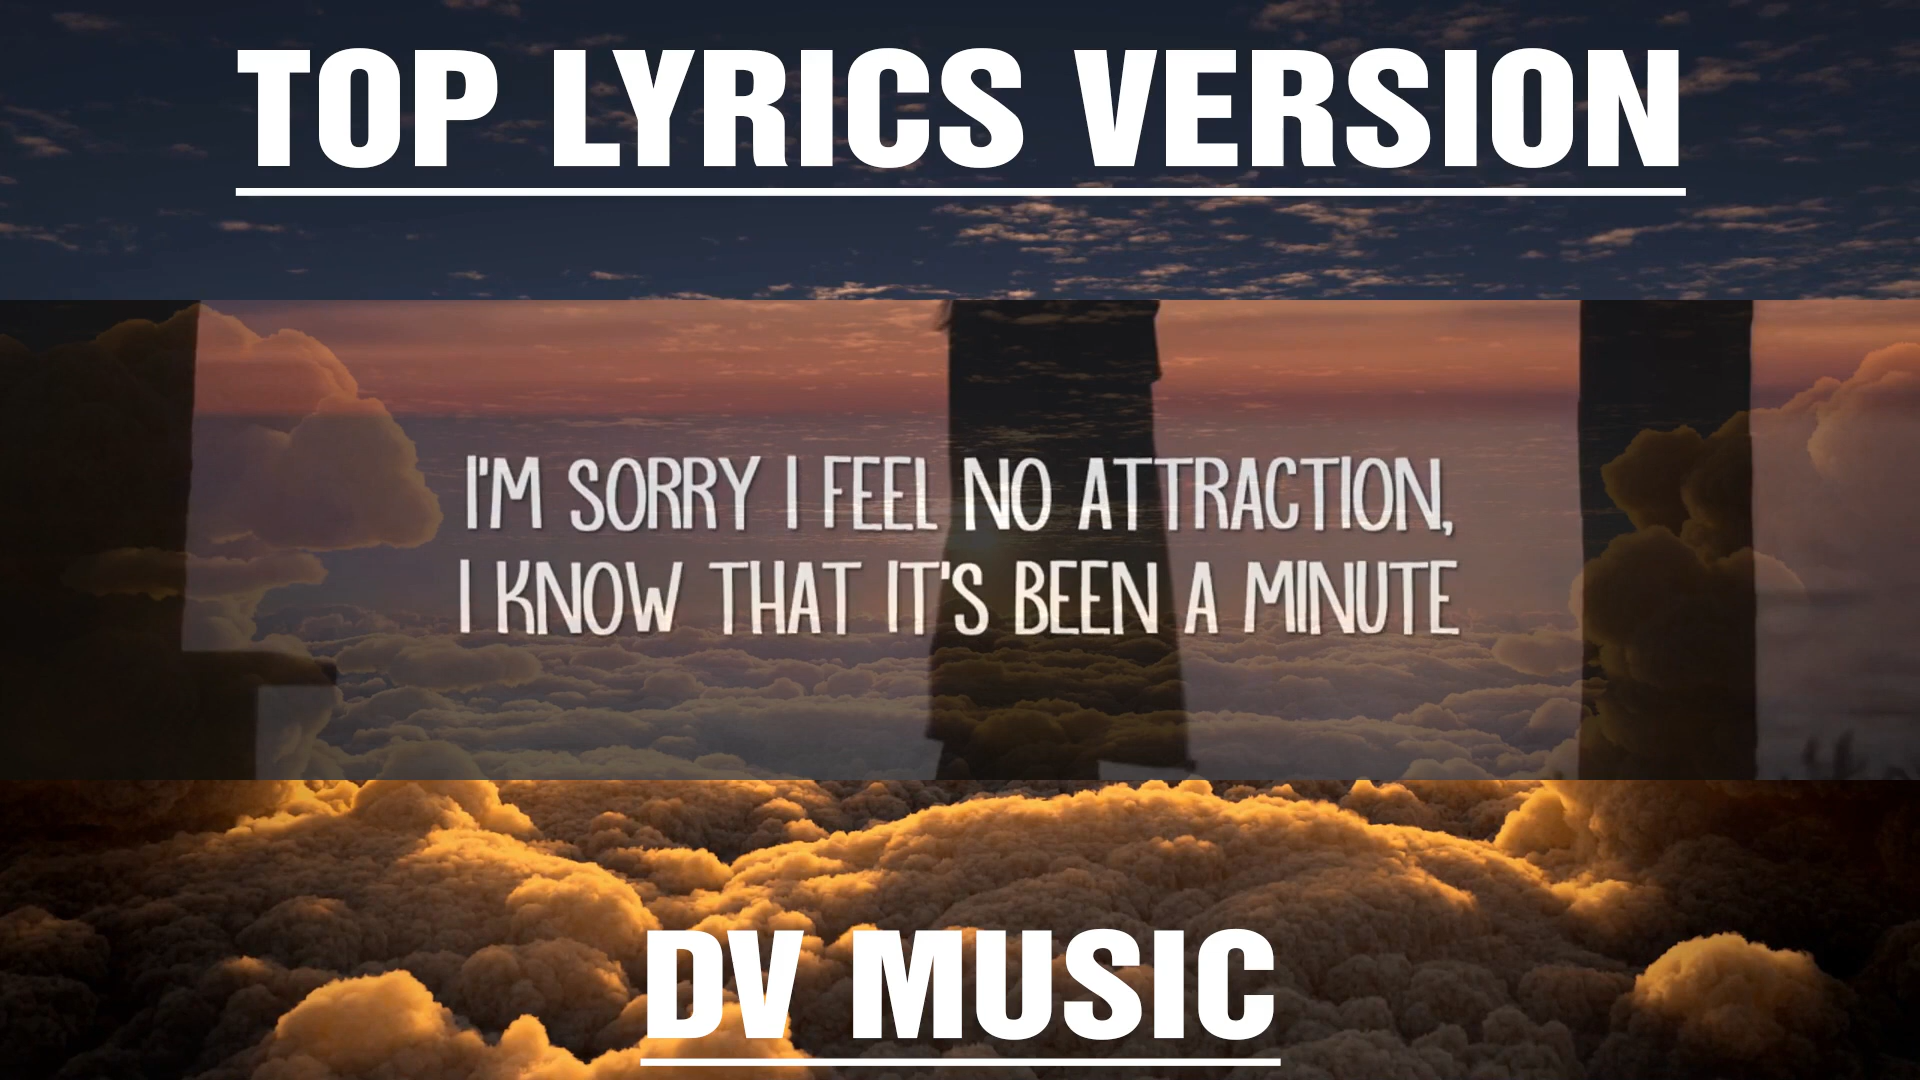 TOP LYRICS VERSION
I'M SORRY I FEEL NO ATTRACTION,
I KNOW THAT IT'S BEEN A MINUTE
DV MUSIC